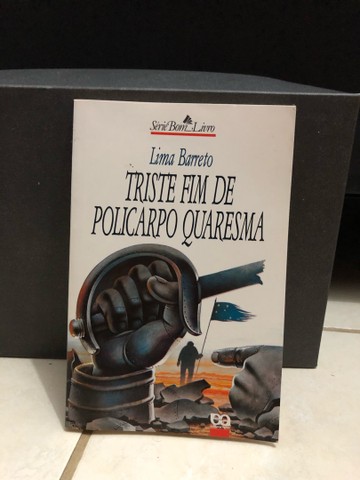 Série Bom Livro
Lima Barreto
TRISTE FIM DE
POLICARPO QUARESMA